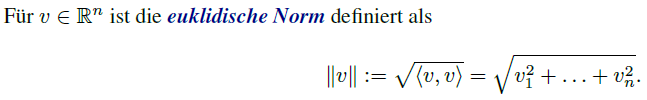 Für v ∈ ℝⁿ ist die euklidische Norm definiert als
‖v‖ := √⟨v, v⟩ = √(v₁² + … + vₙ²).